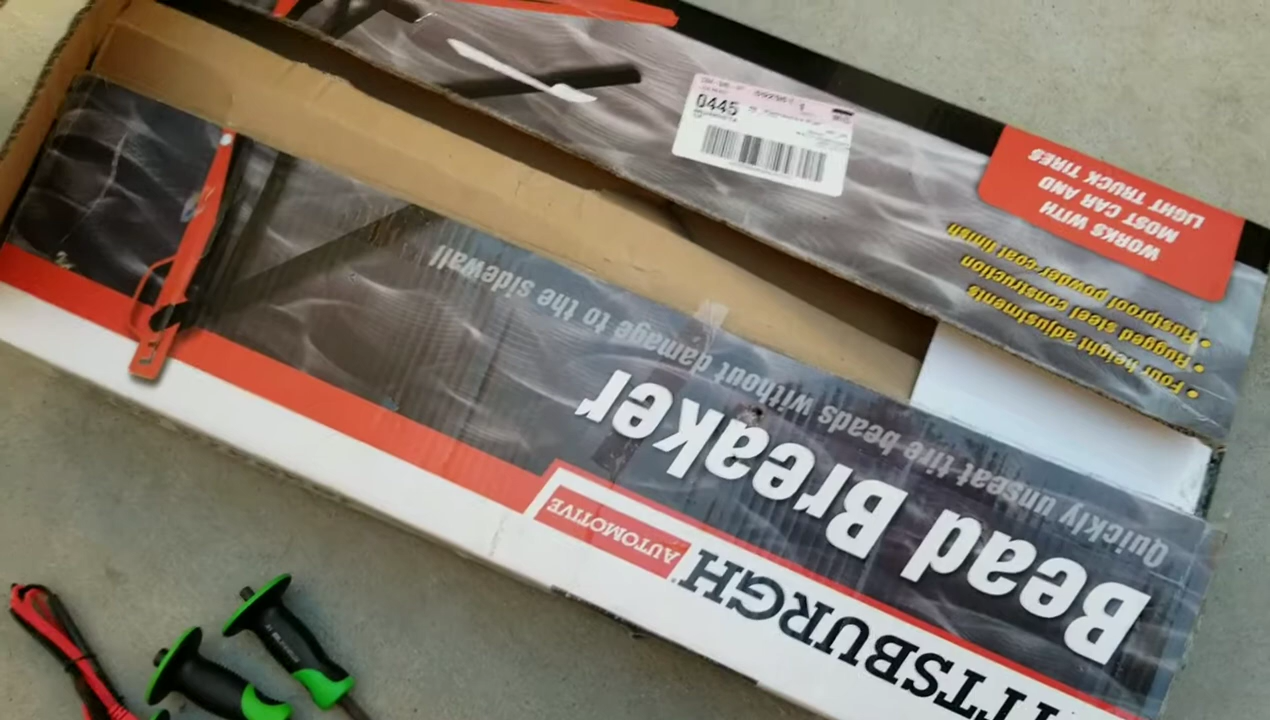 ITTSBURGH
AUTOMOTIVE
Bead Breaker
Quickly unseat tire beads without damage to the sidewall
• Four height adjustments
• Rugged steel construction
• Rustproof powder-coat finish
WORKS WITH
MOST CAR AND
LIGHT TRUCK TIRES
0445